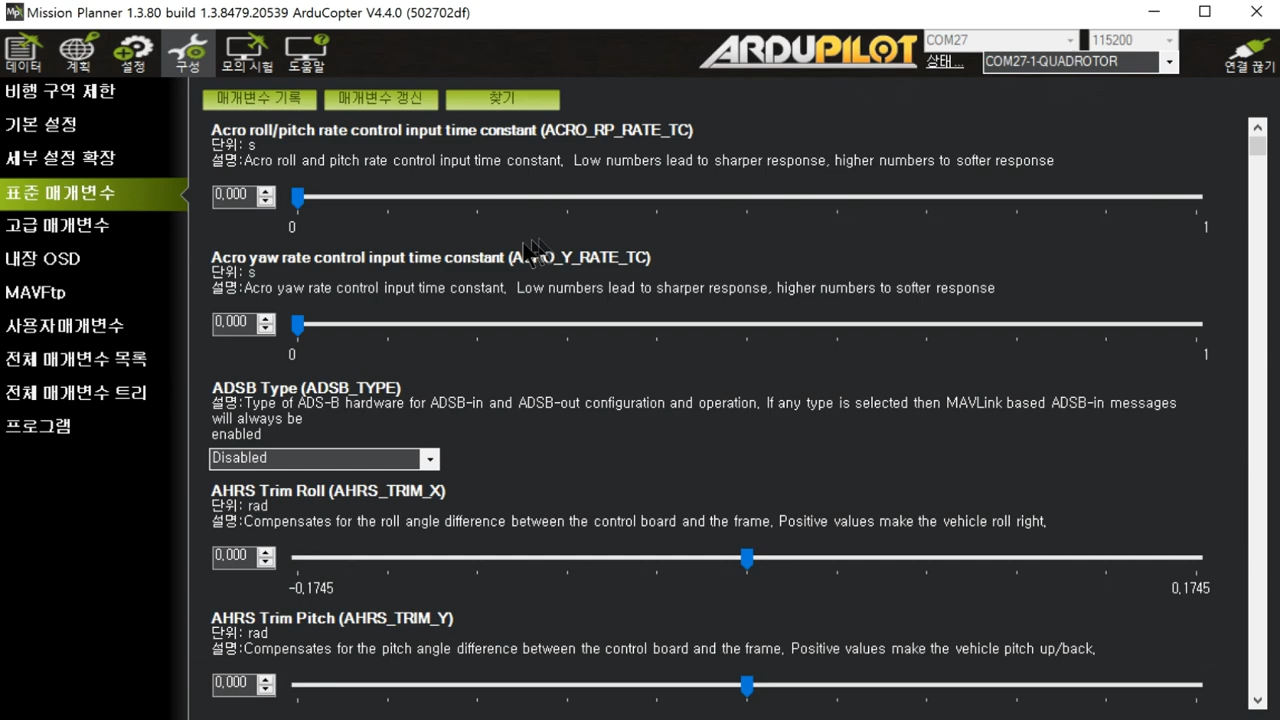 Mission Planner 1.3.80 build 1.3.8479.20539 ArduCopter V4.4.0 (502702df)
데이터
계획
설정
구성
모의 시험
도움말
ARDUPILOT
COM27
115200
상태...
COM27-1-QUADROTOR
연결 끊기
비행 구역 제한
기본 설정
세부 설정 확장
표준 매개변수
고급 매개변수
내장 OSD
MAVFtp
사용자매개변수
전체 매개변수 목록
전체 매개변수 트리
프로그램
매개변수 기록
매개변수 갱신
찾기
Acro roll/pitch rate control input time constant (ACRO_RP_RATE_TC)
단위: s
설명:Acro roll and pitch rate control input time constant. Low numbers lead to sharper response, higher numbers to softer response
0,000
0
1
Acro yaw rate control input time constant (A O_Y_RATE_TC)
단위: s
설명:Acro yaw rate control input time constant. Low numbers lead to sharper response, higher numbers to softer response
0,000
0
1
ADSB Type (ADSB_TYPE)
설명:Type of ADS-B hardware for ADSB-in and ADSB-out configuration and operation. If any type is selected then MAVLink based ADSB-in messages
will always be
enabled
Disabled
AHRS Trim Roll (AHRS_TRIM_X)
단위: rad
설명:Compensates for the roll angle difference between the control board and the frame. Positive values make the vehicle roll right.
0,000
-0,1745
0,1745
AHRS Trim Pitch (AHRS_TRIM_Y)
단위: rad
설명:Compensates for the pitch angle difference between the control board and the frame. Positive values make the vehicle pitch up/back.
0,000